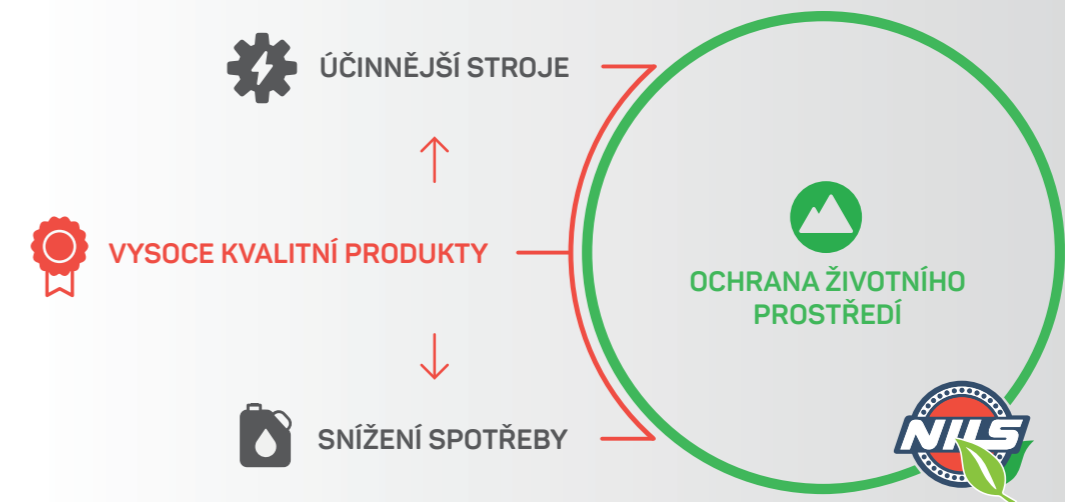 ÚČINNĚJŠÍ STROJE
VYSOCE KVALITNÍ PRODUKTY
OCHRANA ŽIVOTNÍHO
PROSTŘEDÍ
SNÍŽENÍ SPOTŘEBY
NILS